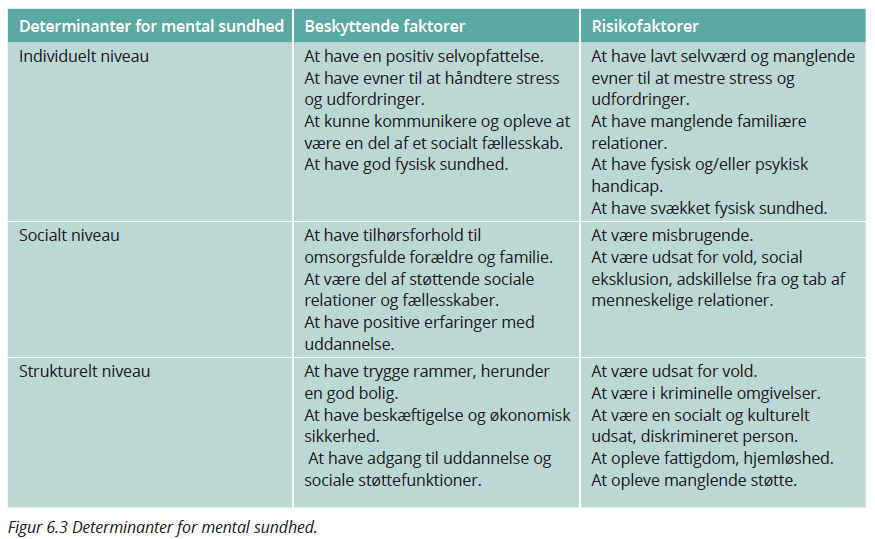 Determinanter for mental sundhed
Beskyttende faktorer
Risikofaktorer
Individuelt niveau
At have en positiv selvopfattelse.
At have evner til at håndtere stress
og udfordringer.
At kunne kommunikere og opleve at
være en del af et socialt fællesskab.
At have god fysisk sundhed.
At have lavt selvværd og manglende
evner til at mestre stress og
udfordringer.
At have manglende familiære
relationer.
At have fysisk og/eller psykisk
handicap.
At have svækket fysisk sundhed.
Socialt niveau
At have tilhørsforhold til
omsorgsfulde forældre og familie.
At være del af støttende sociale
relationer og fællesskaber.
At have positive erfaringer med
uddannelse.
At være misbrugende.
At være udsat for vold, social
eksklusion, adskillelse fra og tab af
menneskelige relationer.
Strukturelt niveau
At have trygge rammer, herunder
en god bolig.
At have beskæftigelse og økonomisk
sikkerhed.
At have adgang til uddannelse og
sociale støttefunktioner.
At være udsat for vold.
At være i kriminelle omgivelser.
At være en socialt og kulturelt
udsat, diskrimineret person.
At opleve fattigdom, hjemløshed.
At opleve manglende støtte.
Figur 6.3 Determinanter for mental sundhed.